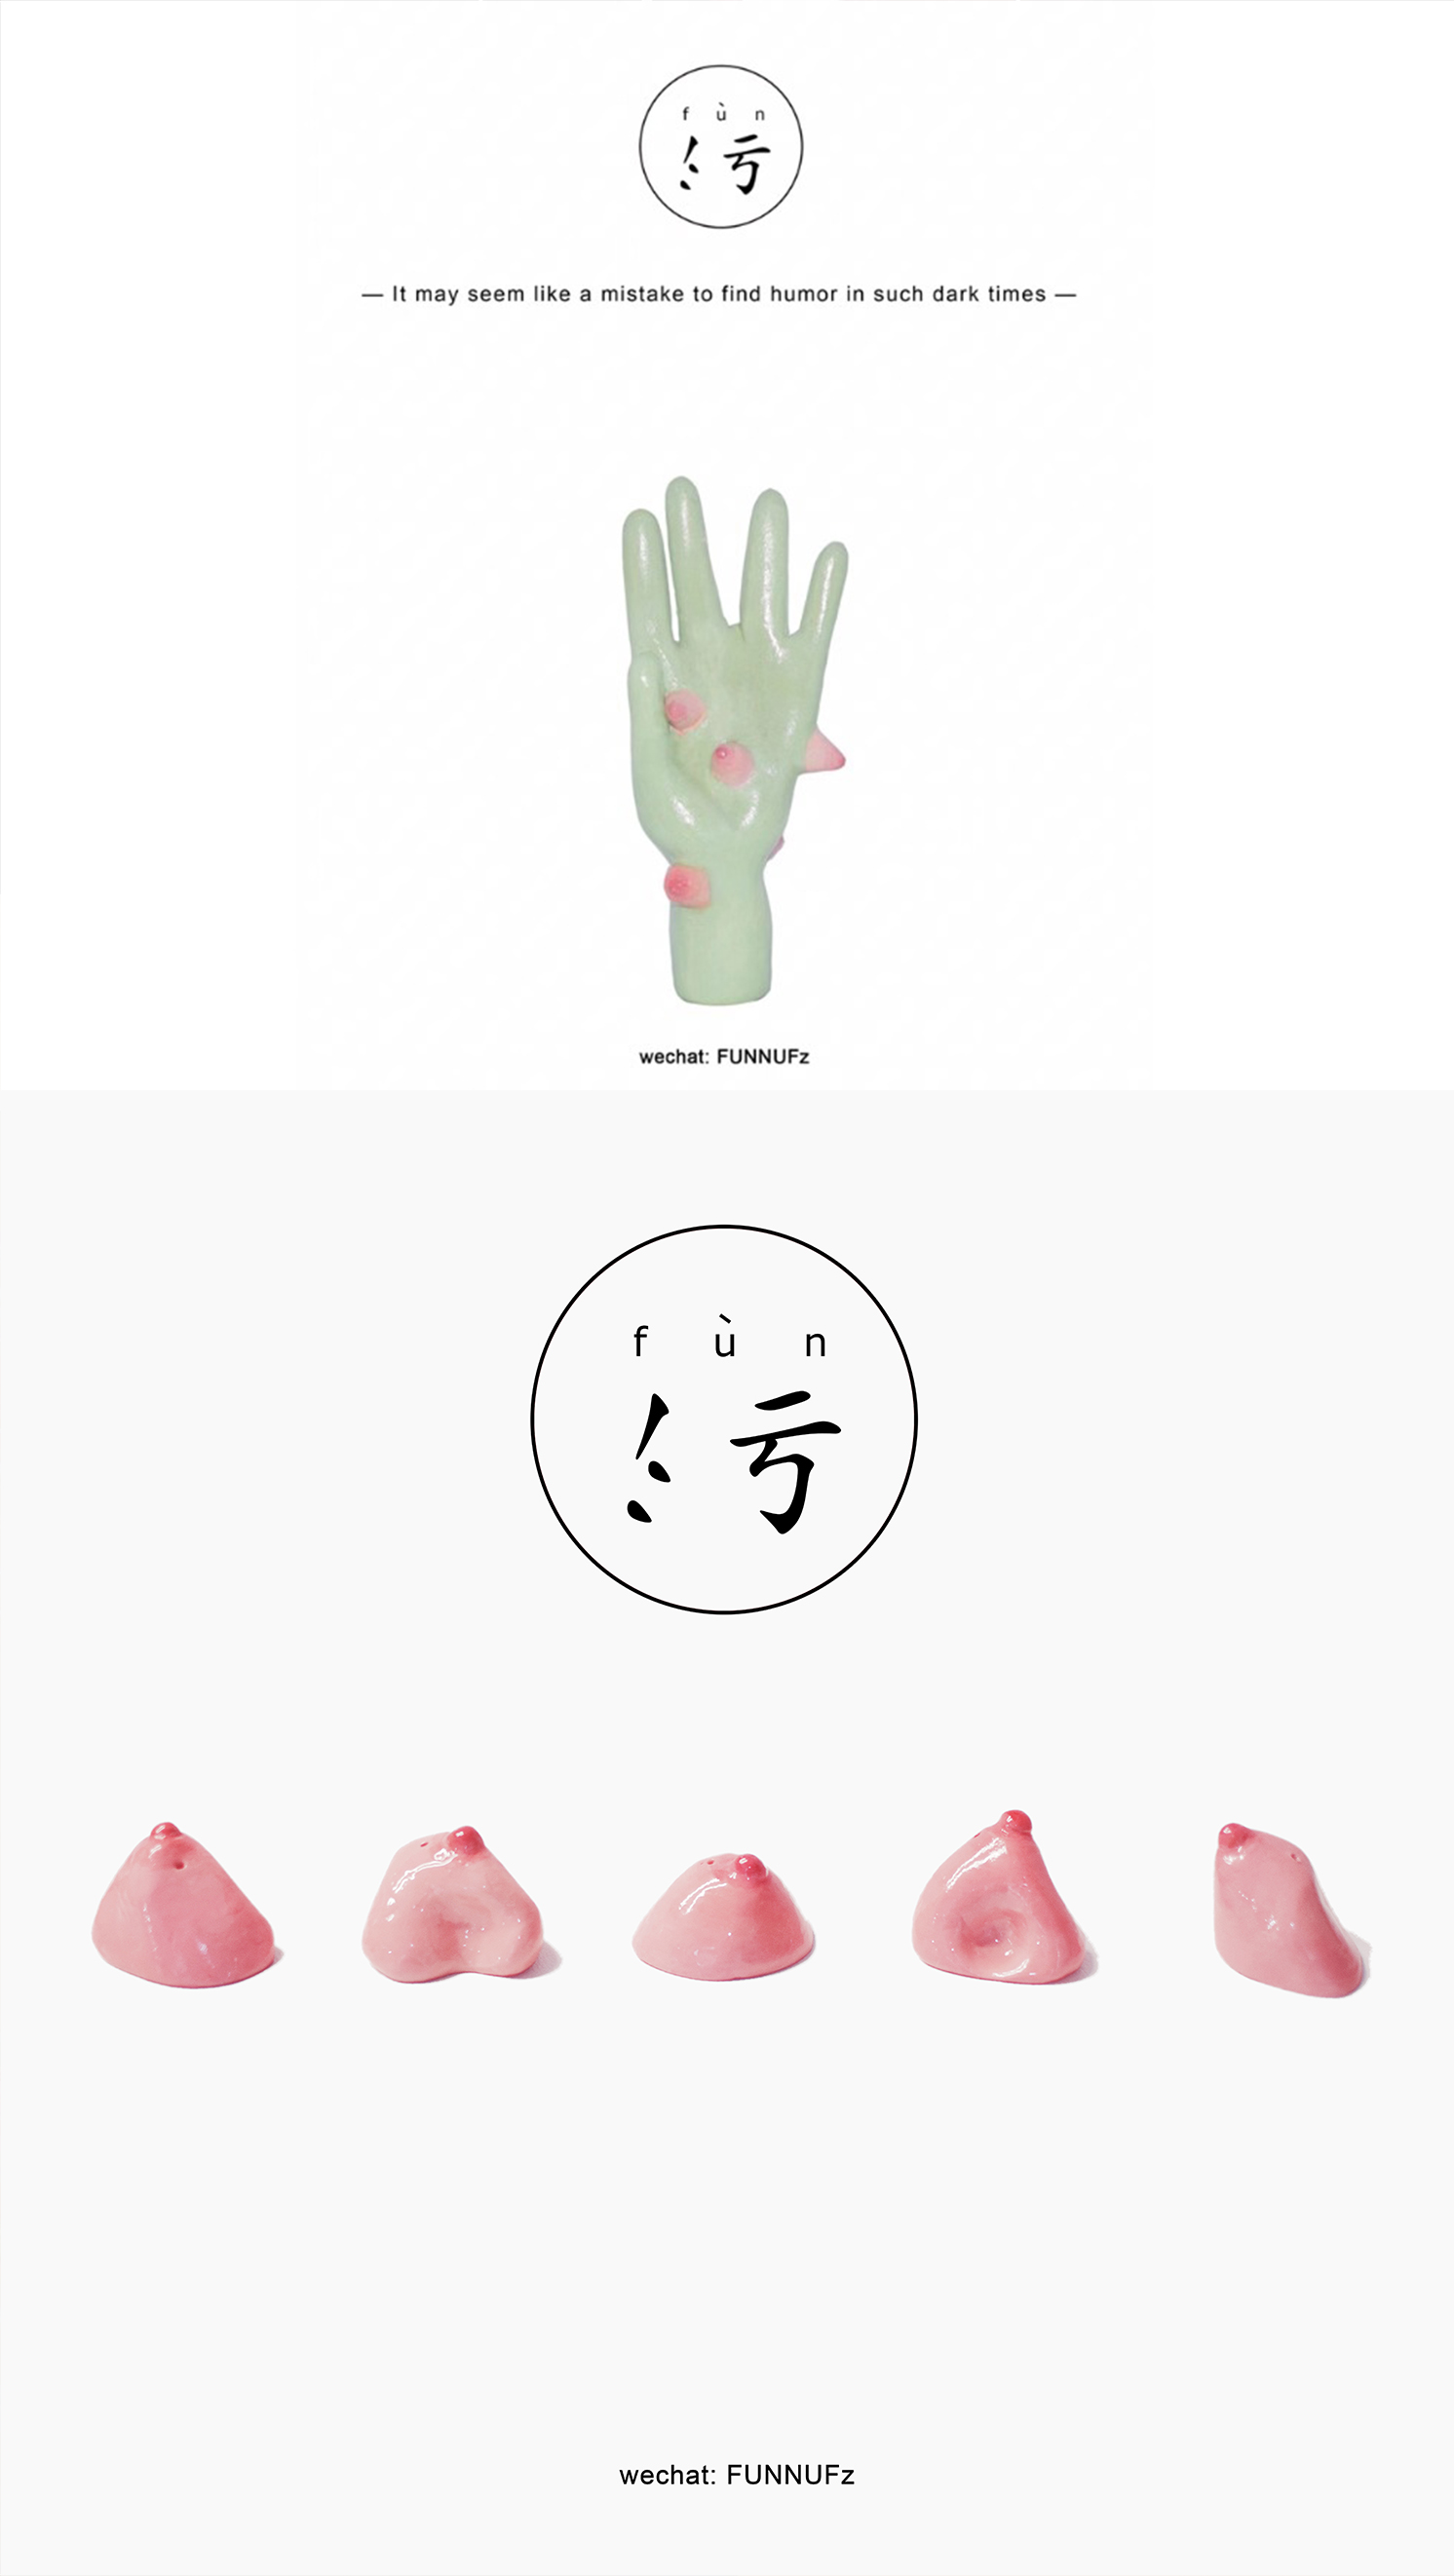 f ù n
污
— It may seem like a mistake to find humor in such dark times —
wechat: FUNNUFz
f ù n
污
wechat: FUNNUFz